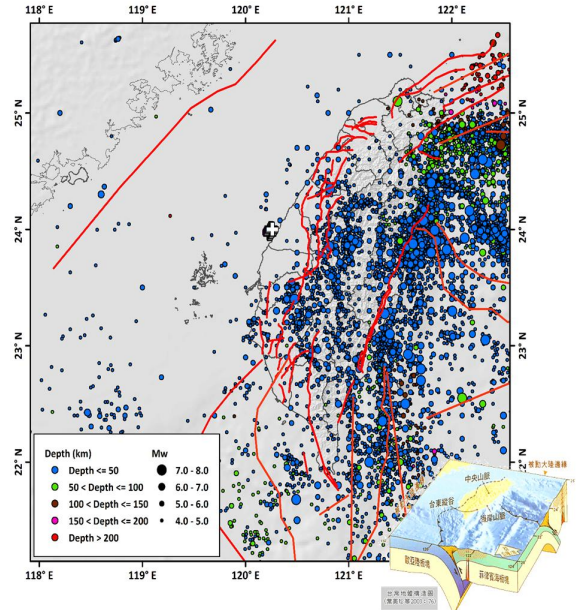 118°E 119°E 120°E 121°E 122°E
25°N 25°N
24°N 24°N
23°N 23°N
22°N 22°N
Depth (km) Mw
Depth <= 50 7.0 - 8.0
50 < Depth <= 100 6.0 - 7.0
100 < Depth <= 150 5.0 - 6.0
150 < Depth <= 200 4.0 - 5.0
Depth > 200
中央山脈
台東縱谷
海岸山脈
歐亞陸板塊
菲律賓海板塊
118°E 119°E 120°E 121°E